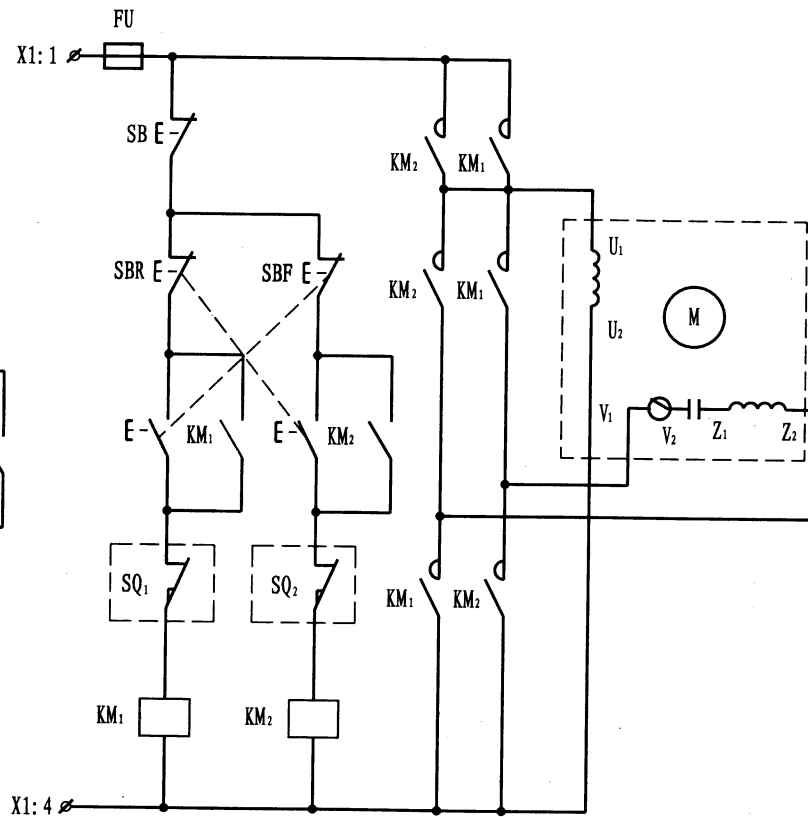 FU
X1: 1
SB
KM₂ KM₁
SBR SBF
KM₂ KM₁
U₁
U₂
M
V₁ V₂ Z₁ Z₂
KM₁ KM₂
SQ₁ SQ₂
KM₁ KM₂
KM₁ KM₂
X1: 4